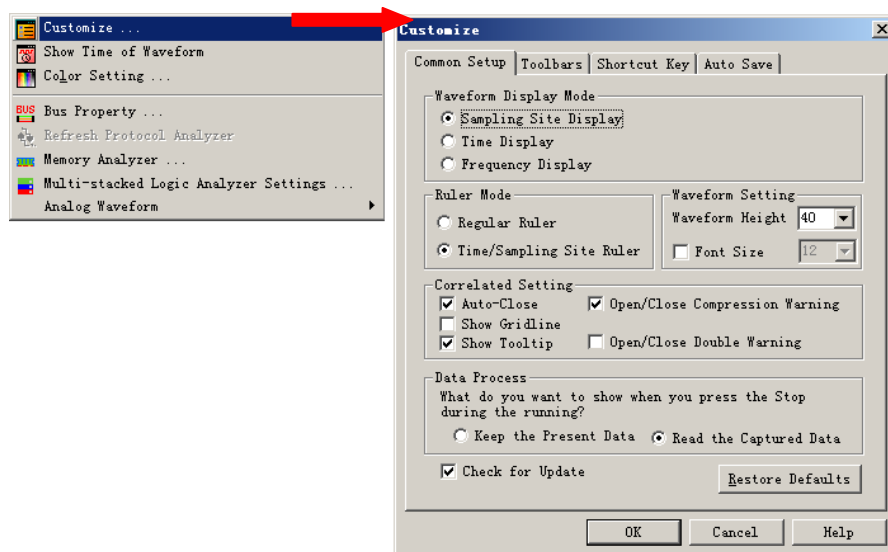 Customize ...
Show Time of Waveform
Color Setting ...
BUS Bus Property ...
Refresh Protocol Analyzer
Memory Analyzer ...
Multi-stacked Logic Analyzer Settings ...
Analog Waveform
Customize
Common Setup Toolbars Shortcut Key Auto Save
Waveform Display Mode
Sampling Site Display
Time Display
Frequency Display
Ruler Mode
Regular Ruler
Time/Sampling Site Ruler
Waveform Setting
Waveform Height 40
Font Size 12
Correlated Setting
Auto-Close Open/Close Compression Warning
Show Gridline
Show Tooltip Open/Close Double Warning
Data Process
What do you want to show when you press the Stop
during the running?
Keep the Present Data Read the Captured Data
Check for Update
Restore Defaults
OK Cancel Help